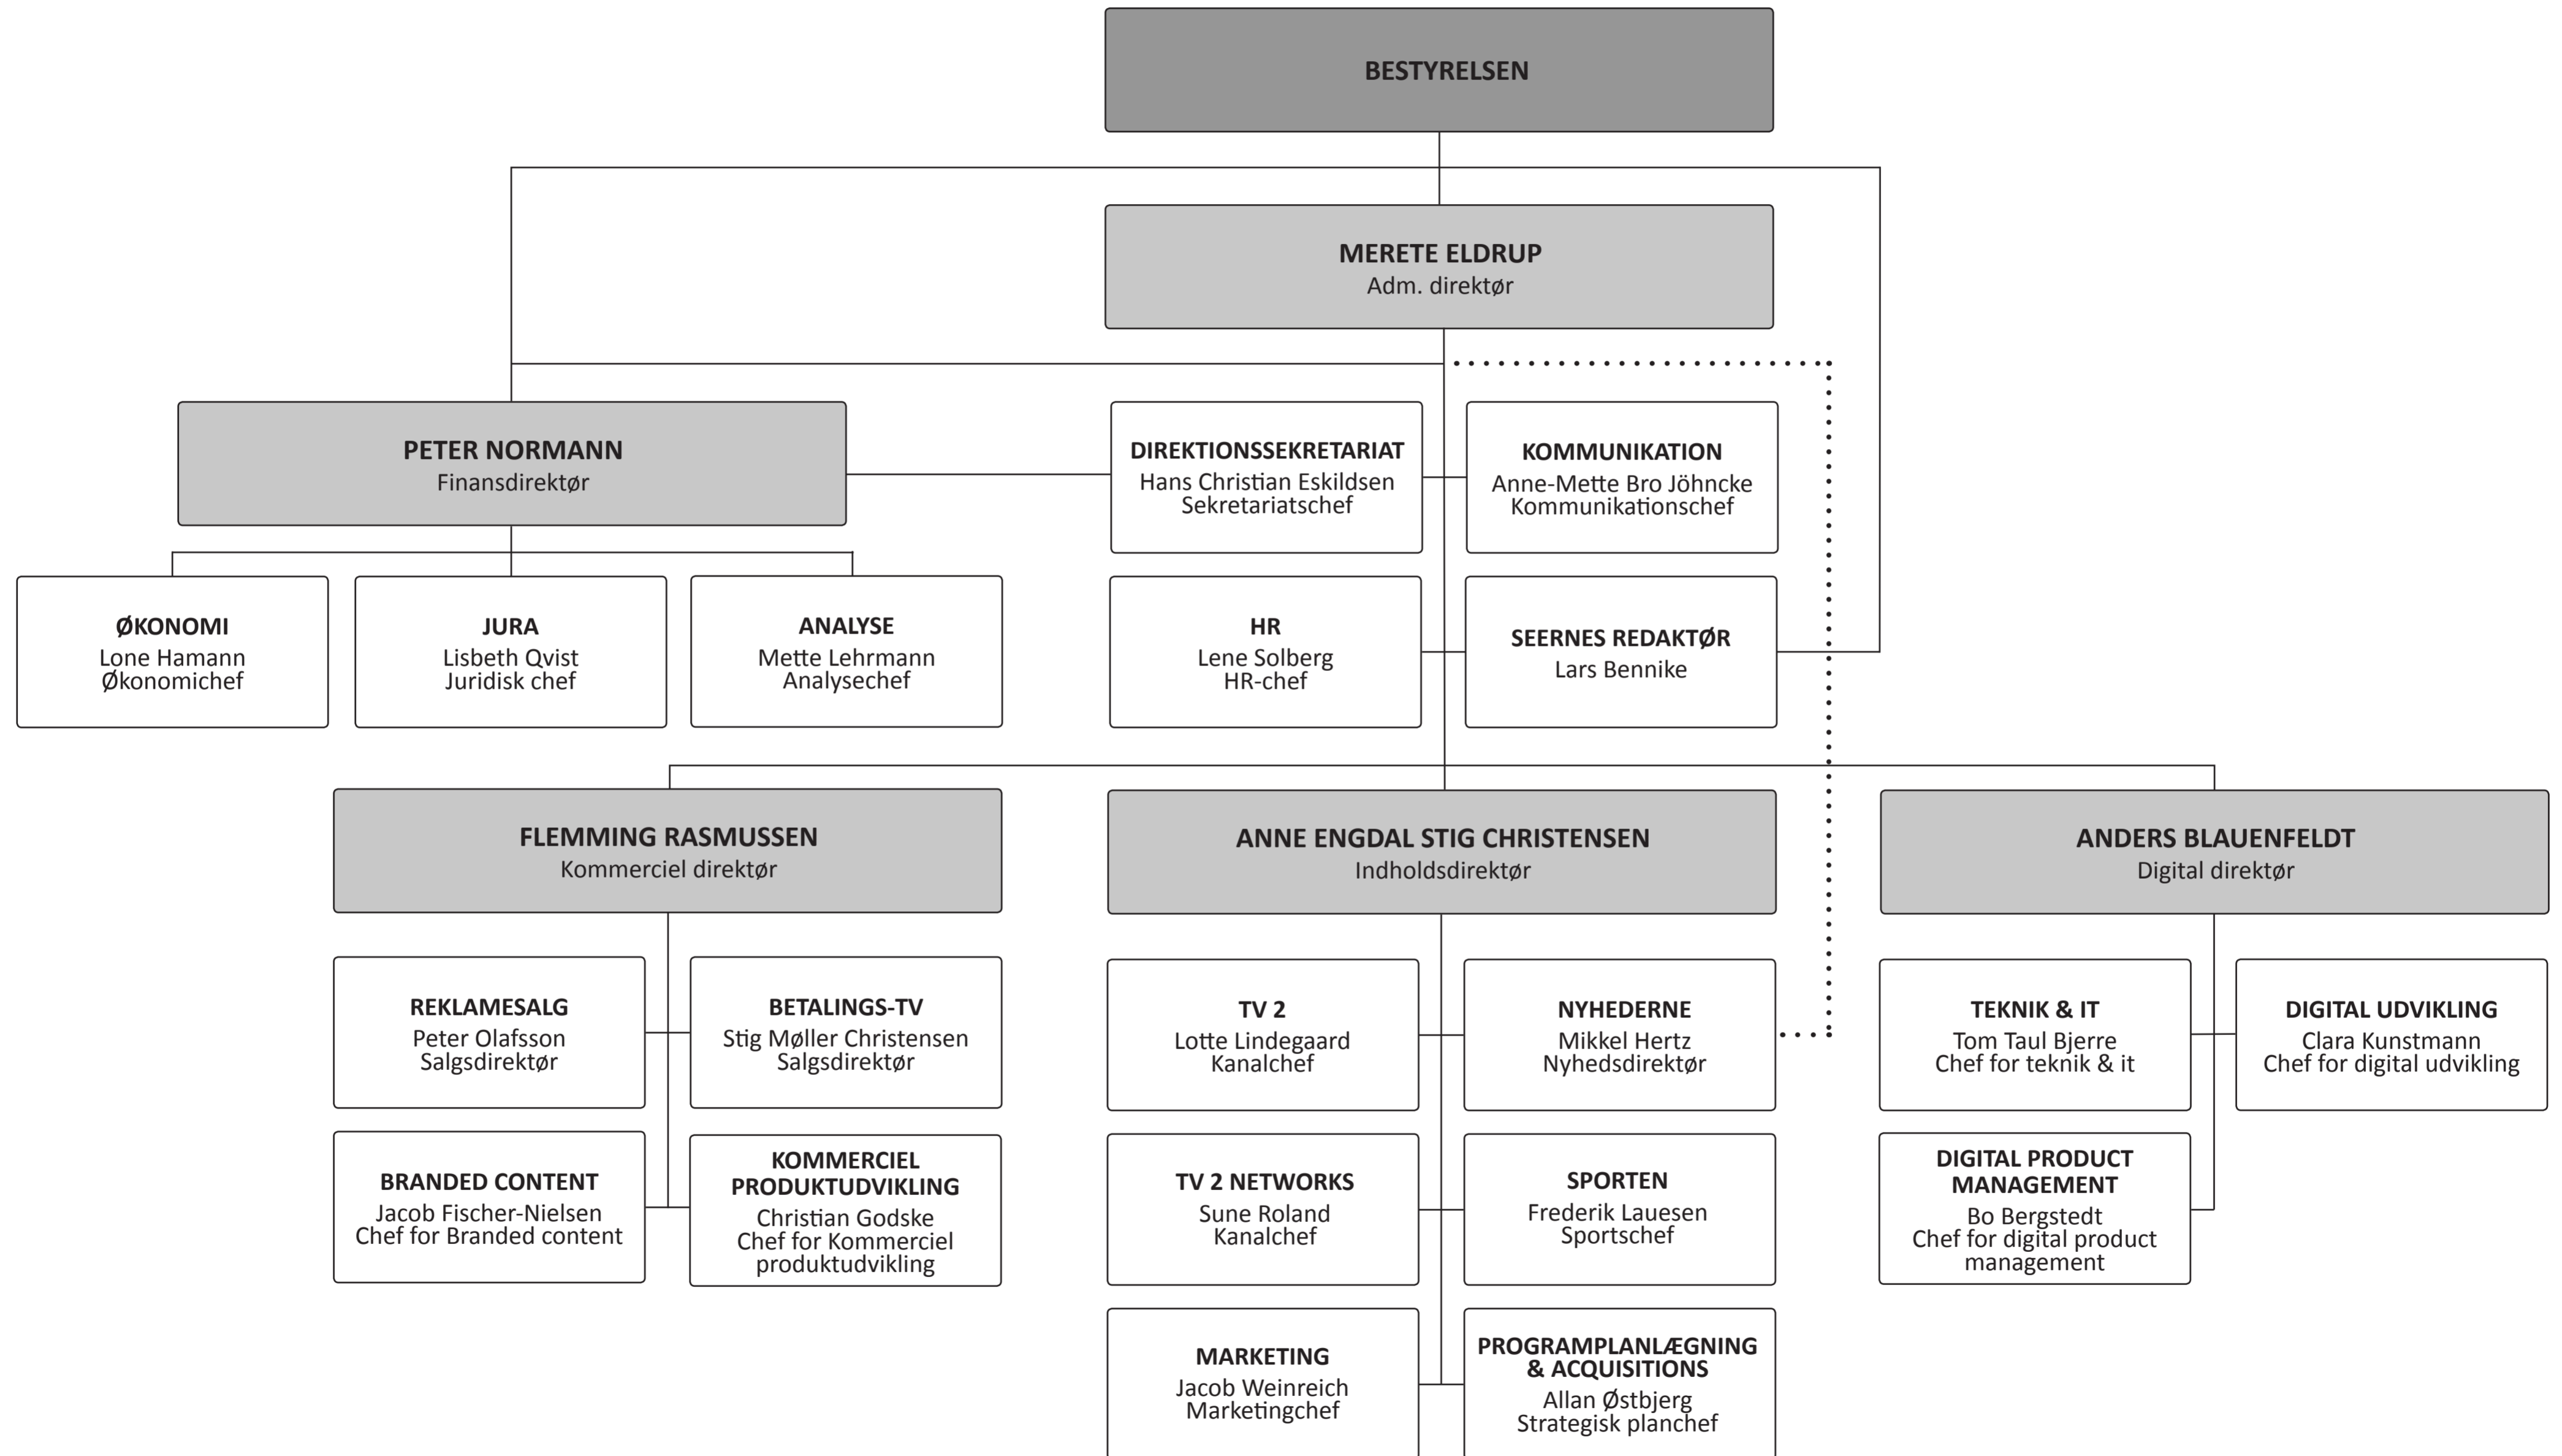 BESTYRELSEN
MERETE ELDRUP
Adm. direktør
PETER NORMANN
Finansdirektør
DIREKTIONSSEKRETARIAT
Hans Christian Eskildsen
Sekretariatschef
KOMMUNIKATION
Anne-Mette Bro Jöhncke
Kommunikationschef
ØKONOMI
Lone Hamann
Økonomichef
JURA
Lisbeth Qvist
Juridisk chef
ANALYSE
Mette Lehrmann
Analysechef
HR
Lene Solberg
HR-chef
SEERNES REDAKTØR
Lars Bennike
FLEMMING RASMUSSEN
Kommerciel direktør
ANNE ENGDAL STIG CHRISTENSEN
Indholdsdirektør
ANDERS BLAUENFELDT
Digital direktør
REKLAMESALG
Peter Olafsson
Salgsdirektør
BETALINGS-TV
Stig Møller Christensen
Salgsdirektør
TV 2
Lotte Lindegaard
Kanalchef
NYHEDERNE
Mikkel Hertz
Nyhedsdirektør
TEKNIK & IT
Tom Taul Bjerre
Chef for teknik & it
DIGITAL UDVIKLING
Clara Kunstmann
Chef for digital udvikling
BRANDED CONTENT
Jacob Fischer-Nielsen
Chef for Branded content
KOMMERCIEL
PRODUKTUDVIKLING
Christian Godske
Chef for Kommerciel
produktudvikling
TV 2 NETWORKS
Sune Roland
Kanalchef
SPORTEN
Frederik Lauesen
Sportschef
DIGITAL PRODUCT
MANAGEMENT
Bo Bergstedt
Chef for digital product
management
MARKETING
Jacob Weinreich
Marketingchef
PROGRAMPLANLÆGNING
& ACQUISITIONS
Allan Østbjerg
Strategisk planchef